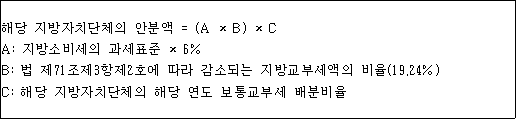 해당 지방자치단체의 안분액 = (A × B) × C
A: 지방소비세의 과세표준 × 6%
B: 법 제71조제3항제2호에 따라 감소되는 지방교부세액의 비율(19.24%)
C: 해당 지방자치단체의 해당 연도 보통교부세 배분비율